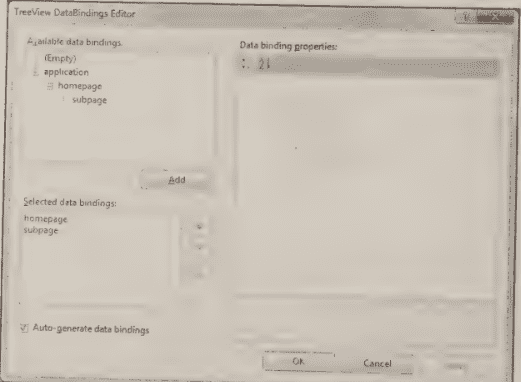 TreeView DataBindings Editor
Available data bindings:
(Empty)
application
homepage
subpage
Add
Selected data bindings:
homepage
subpage
Auto-generate data bindings
Data binding properties:
OK
Cancel